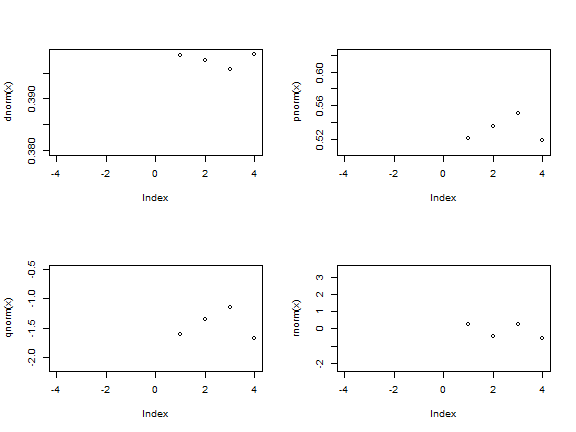 dnorm(x)
0.380
0.390
-4 -2 0 2 4
Index
pnorm(x)
0.52
0.56
0.60
-4 -2 0 2 4
Index
qnorm(x)
-2.0
-1.5
-1.0
-0.5
-4 -2 0 2 4
Index
rnorm(x)
-2
0
1
2
3
-4 -2 0 2 4
Index